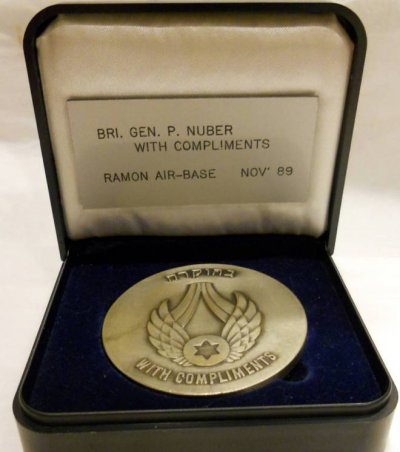 BRI. GEN. P. NUBER
WITH COMPLIMENTS
RAMON AIR-BASE NOV' 89
בהוקרה
WITH COMPLIMENTS